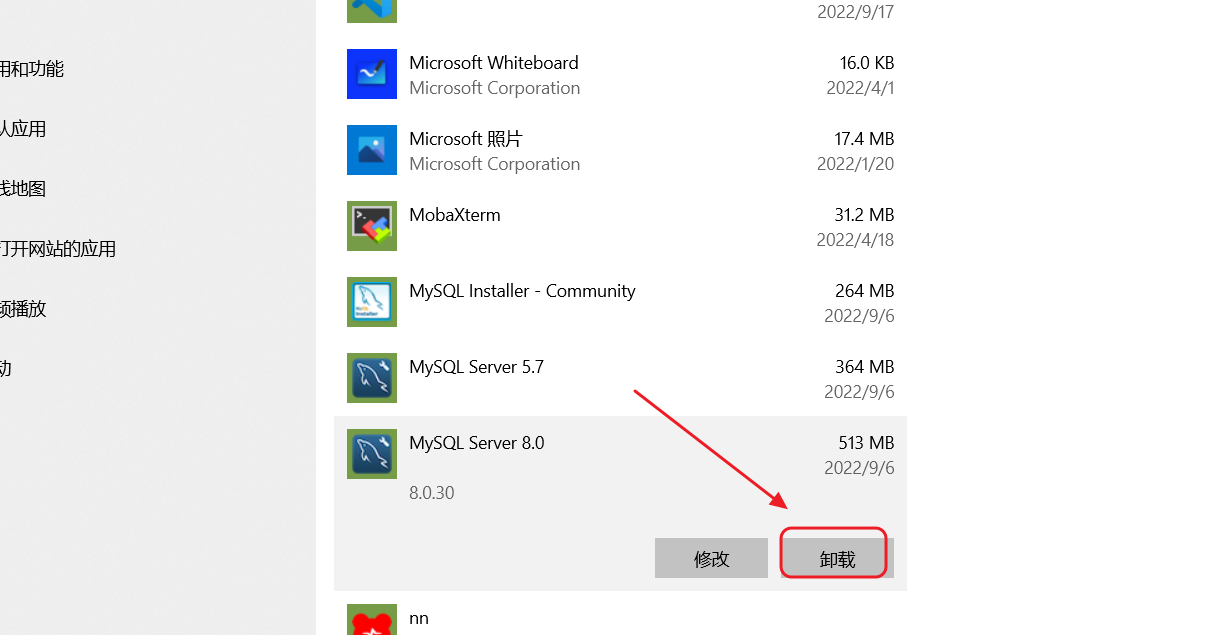 用和功能
认应用
线地图
打开网站的应用
频播放
动
2022/9/17
Microsoft Whiteboard
16.0 KB
Microsoft Corporation
2022/4/1
Microsoft 照片
17.4 MB
Microsoft Corporation
2022/1/20
MobaXterm
31.2 MB
2022/4/18
MySQL Installer - Community
264 MB
2022/9/6
MySQL Server 5.7
364 MB
2022/9/6
MySQL Server 8.0
513 MB
2022/9/6
8.0.30
修改
卸载
nn